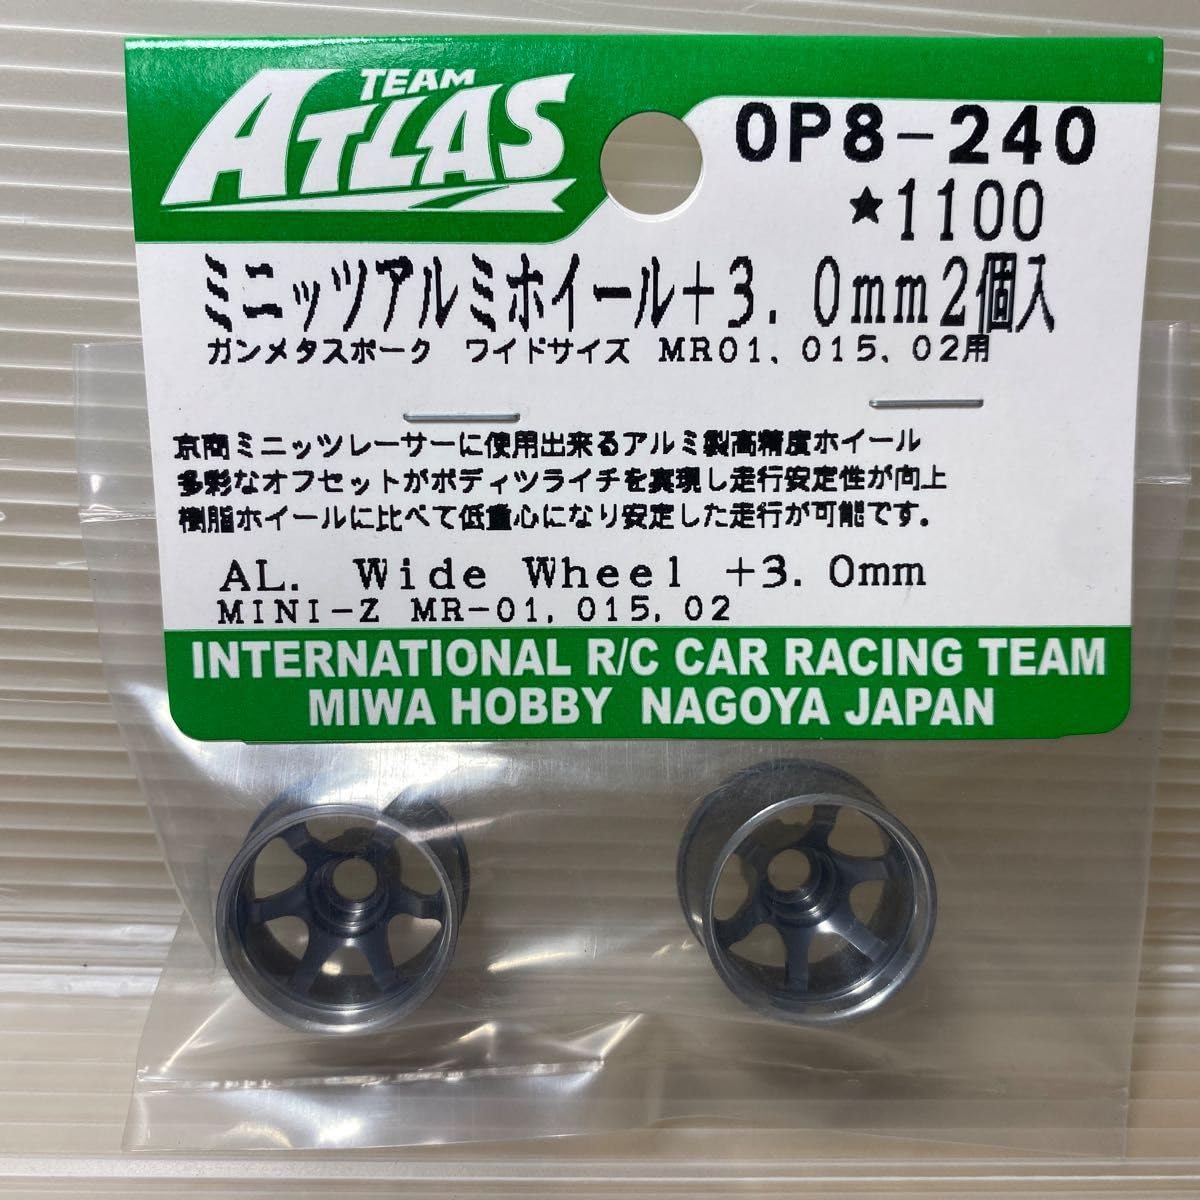 TEAM
ATLAS
OP8-240
★1100
ミニッツアルミホイール+3.0mm2個入
ガンメタスポーク ワイドサイズ MR01,015,02用
京商ミニッツレーサーに使用出来るアルミ製高精度ホイール
多彩なオフセットがボディツライチを実現し走行安定性が向上
樹脂ホイールに比べて低重心になり安定した走行が可能です。
AL. Wide Wheel +3.0mm
MINI-Z MR-01,015,02
INTERNATIONAL R/C CAR RACING TEAM
MIWA HOBBY NAGOYA JAPAN